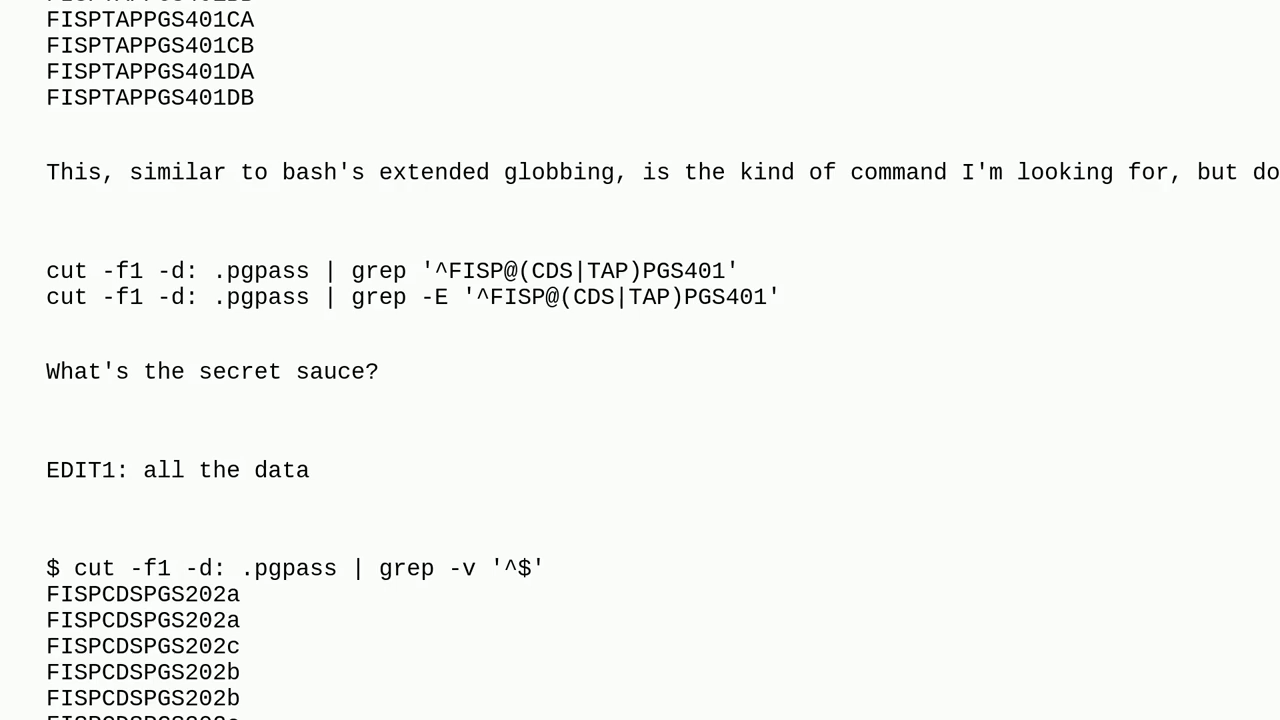 FISPTAPPGS401CA
FISPTAPPGS401CB
FISPTAPPGS401DA
FISPTAPPGS401DB
This, similar to bash's extended globbing, is the kind of command I'm looking for, but do
cut -f1 -d: .pgpass | grep '^FISP@(CDS|TAP)PGS401'
cut -f1 -d: .pgpass | grep -E '^FISP@(CDS|TAP)PGS401'
What's the secret sauce?
EDIT1: all the data
$ cut -f1 -d: .pgpass | grep -v '^$'
FISPCDSPGS202a
FISPCDSPGS202a
FISPCDSPGS202c
FISPCDSPGS202b
FISPCDSPGS202b